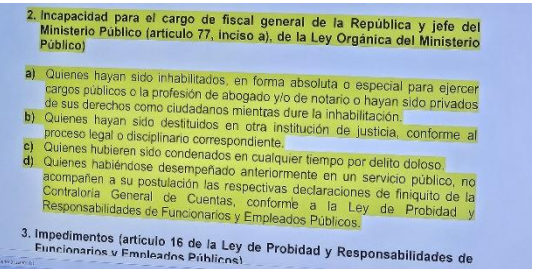 2. Incapacidad para el cargo de fiscal general de la República y jefe del
Ministerio Público (artículo 77, inciso a), de la Ley Orgánica del Ministerio
Público)
a) Quienes hayan sido inhabilitados, en forma absoluta o especial para ejercer
cargos públicos o la profesión de abogado y/o de notario o hayan sido privados
de sus derechos como ciudadanos mientras dure la inhabilitación.
b) Quienes hayan sido destituidos en otra institución de justicia, conforme al
proceso legal o disciplinario correspondiente.
c) Quienes hubieren sido condenados en cualquier tiempo por delito doloso.
d) Quienes habiéndose desempeñado anteriormente en un servicio público, no
acompañen a su postulación las respectivas declaraciones de finiquito de la
Contraloría General de Cuentas, conforme a la Ley de Probidad y
Responsabilidades de Funcionarios y Empleados Públicos.
3. Impedimentos (artículo 16 de la Ley de Probidad y Responsabilidades de
Funcionarios y Empleados Públicos)